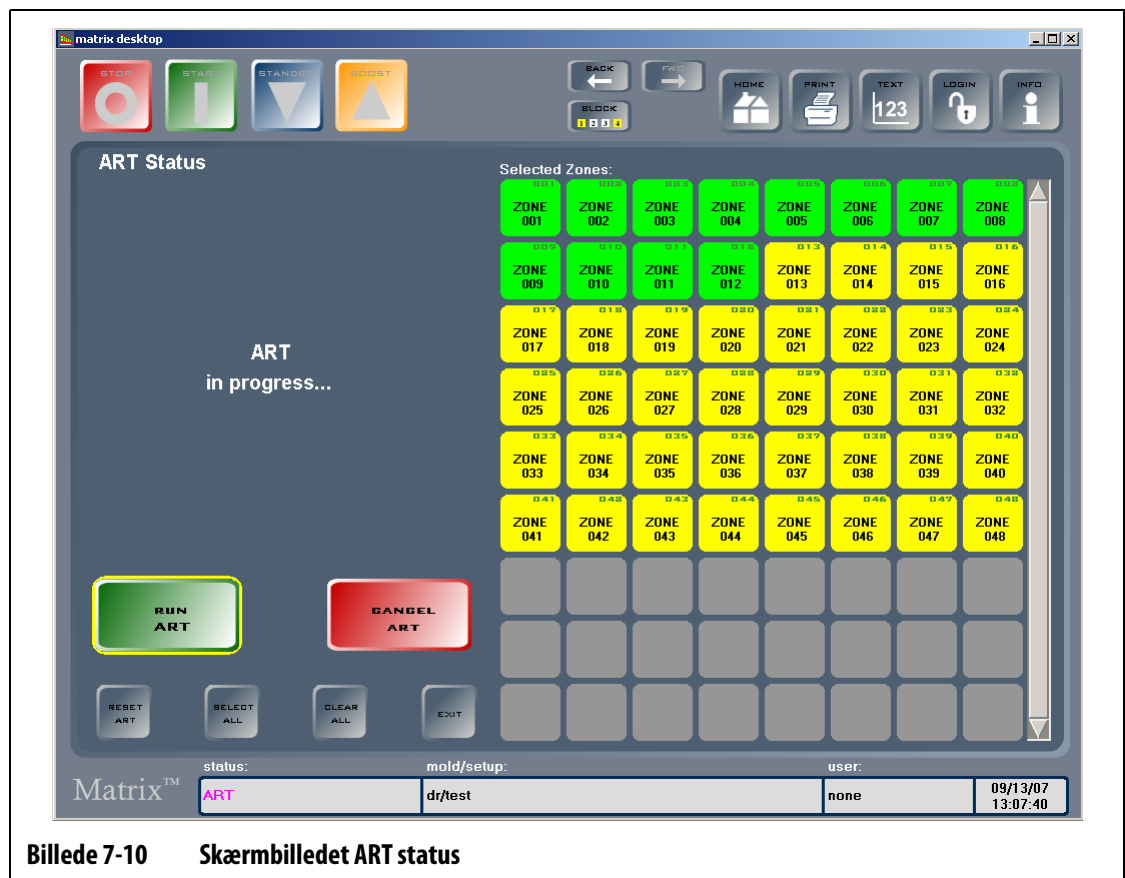 matrix desktop
STOP START STANDBY BOOST
BACK FWD
BLOCK
1 2 3 4
HOME PRINT TEXT LOGIN INFO
123
ART Status
Selected Zones:
001 002 003 004 005 006 007 008
ZONE ZONE ZONE ZONE ZONE ZONE ZONE ZONE
001 002 003 004 005 006 007 008
009 010 011 012 013 014 015 016
ZONE ZONE ZONE ZONE ZONE ZONE ZONE ZONE
009 010 011 012 013 014 015 016
017 018 019 020 021 022 023 024
ZONE ZONE ZONE ZONE ZONE ZONE ZONE ZONE
017 018 019 020 021 022 023 024
025 026 027 028 029 030 031 032
ZONE ZONE ZONE ZONE ZONE ZONE ZONE ZONE
025 026 027 028 029 030 031 032
033 034 035 036 037 038 039 040
ZONE ZONE ZONE ZONE ZONE ZONE ZONE ZONE
033 034 035 036 037 038 039 040
041 042 043 044 045 046 047 048
ZONE ZONE ZONE ZONE ZONE ZONE ZONE ZONE
041 042 043 044 045 046 047 048
ART
in progress...
RUN
ART
CANCEL
ART
RESET
ART
SELECT
ALL
CLEAR
ALL
EXIT
status: mold/setup: user:
Matrix™ ART dr/test none 09/13/07
13:07:40
Billede 7-10 Skærmbilledet ART status